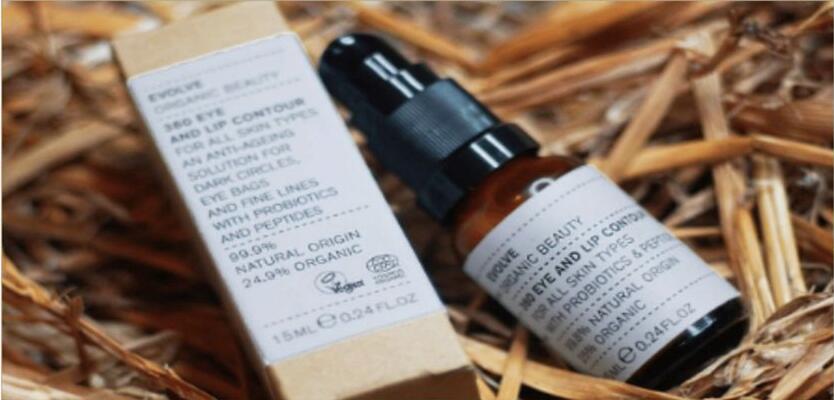 EVOLVE
ORGANIC BEAUTY
360 EYE
AND LIP CONTOUR
FOR ALL SKIN TYPES
AN ANTI-AGEING
SOLUTION FOR
DARK CIRCLES,
EYE BAGS
AND FINE LINES
WITH PROBIOTICS
AND PEPTIDES
99.9%
NATURAL ORIGIN
24.9% ORGANIC
15ML ℮ 0.24 FL.OZ
EVOLVE
ORGANIC BEAUTY
360 EYE AND LIP CONTOUR
FOR ALL SKIN TYPES
WITH PROBIOTICS & PEPTID
NATURAL ORIGIN
ORGANIC
ML ℮ 0.24 FL.OZ